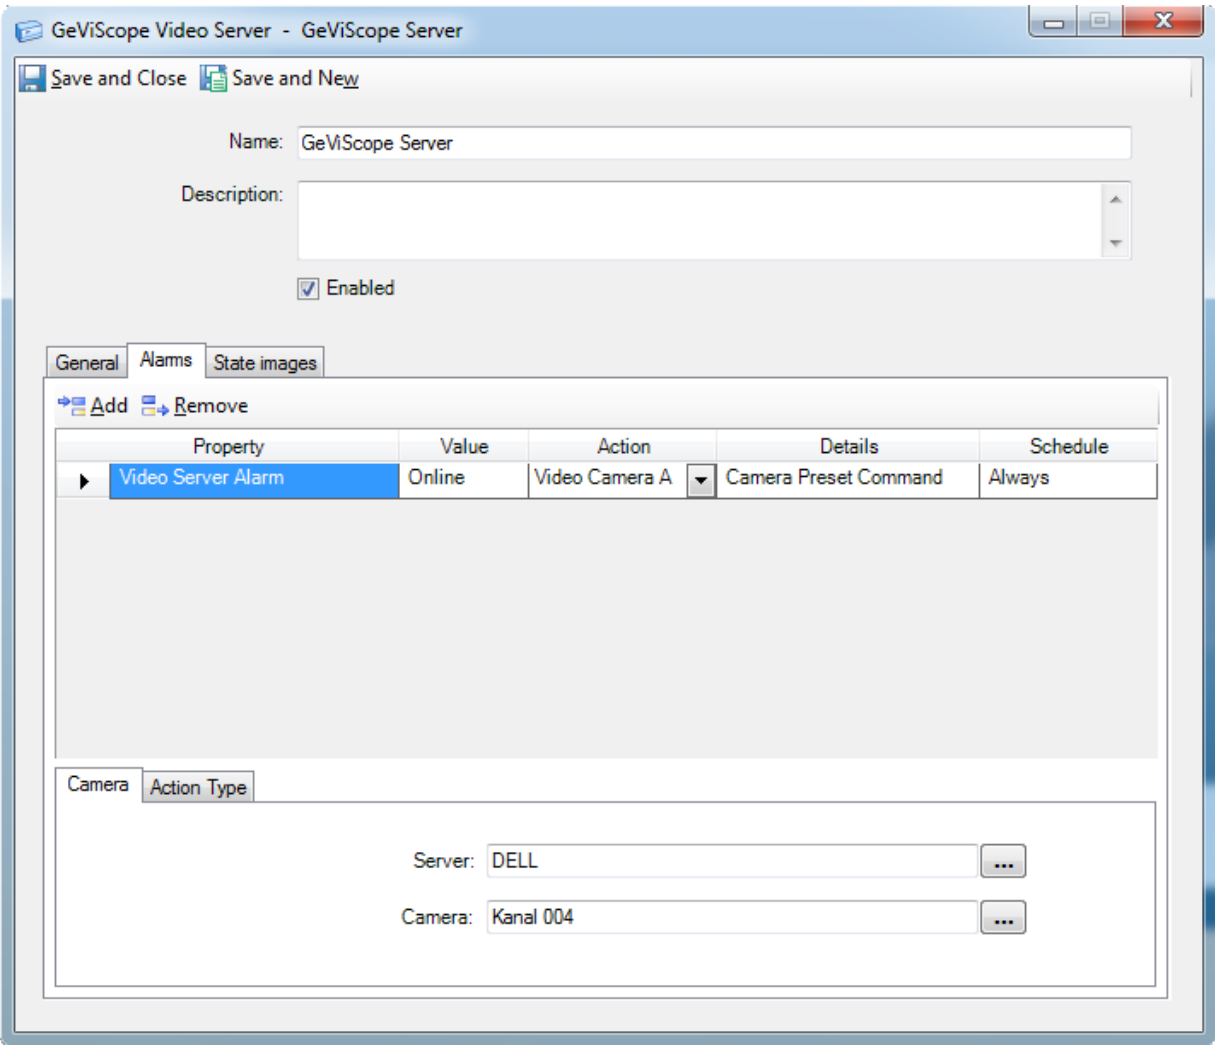 GeViScope Video Server - GeViScope Server
Save and Close Save and New
Name: GeViScope Server
Description:
Enabled
General Alarms State images
Add Remove
Property Value Action Details Schedule
Video Server Alarm Online Video Camera A Camera Preset Command Always
Camera Action Type
Server: DELL ...
Camera: Kanal 004 ...